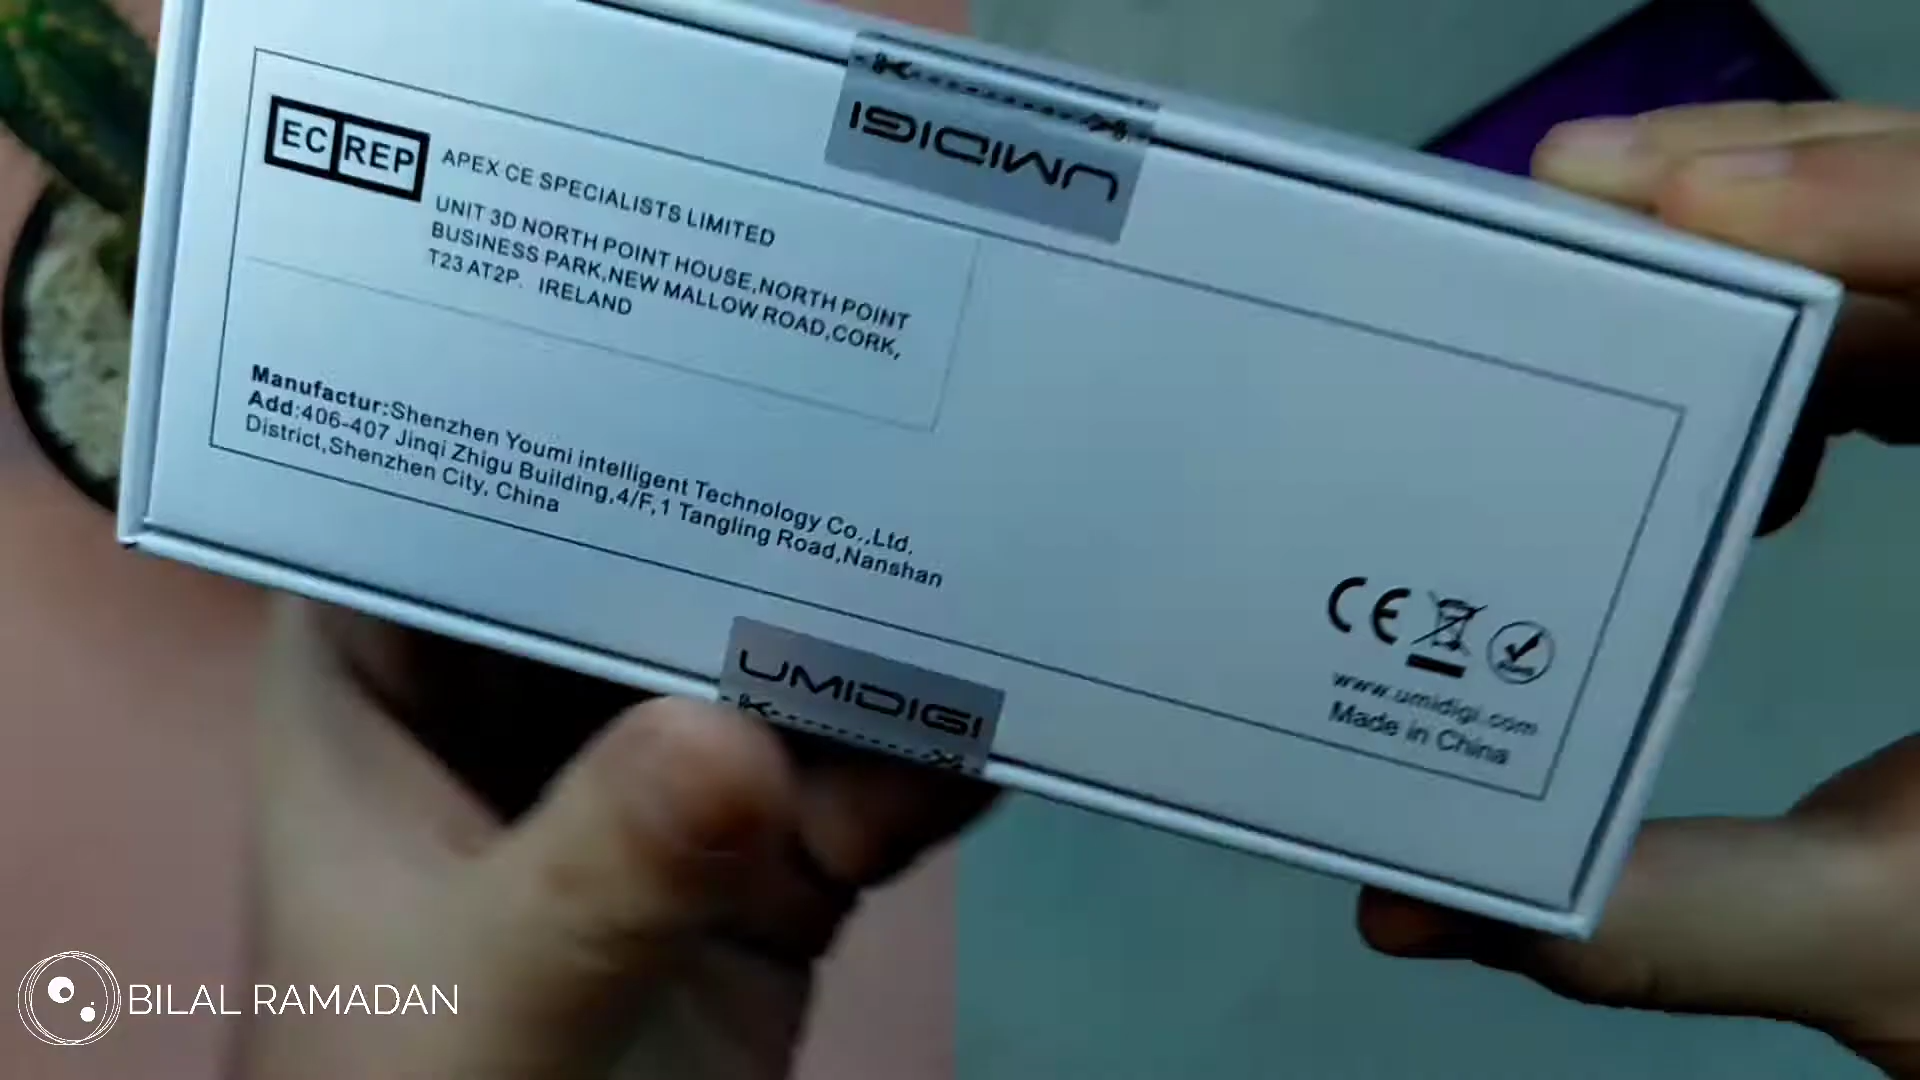 UMIDIGI
EC REP
APEX CE SPECIALISTS LIMITED
UNIT 3D NORTH POINT HOUSE,NORTH POINT
BUSINESS PARK,NEW MALLOW ROAD,CORK,
T23 AT2P. IRELAND
Manufactur:Shenzhen Youmi intelligent Technology Co.,Ltd.
Add:406-407 Jinqi Zhigu Building,4/F,1 Tangling Road,Nanshan
District,Shenzhen City, China
CE
www.umidigi.com
Made in China
UMIDIGI
BILAL RAMADAN